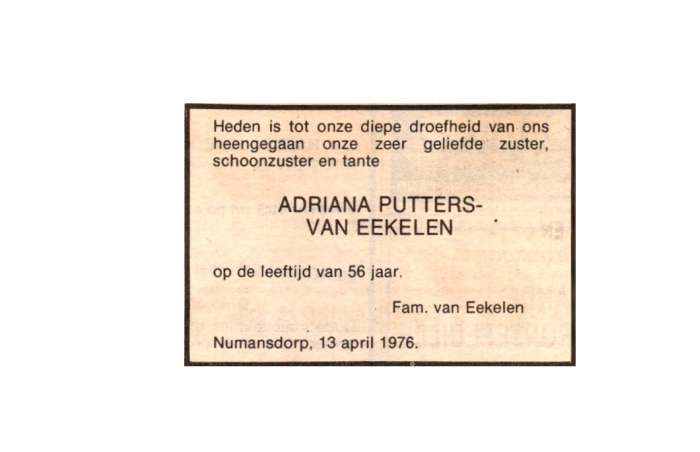 Heden is tot onze diepe droefheid van ons
heengegaan onze zeer geliefde zuster,
schoonzuster en tante
ADRIANA PUTTERS-
VAN EEKELEN
op de leeftijd van 56 jaar.
Fam. van Eekelen
Numansdorp, 13 april 1976.